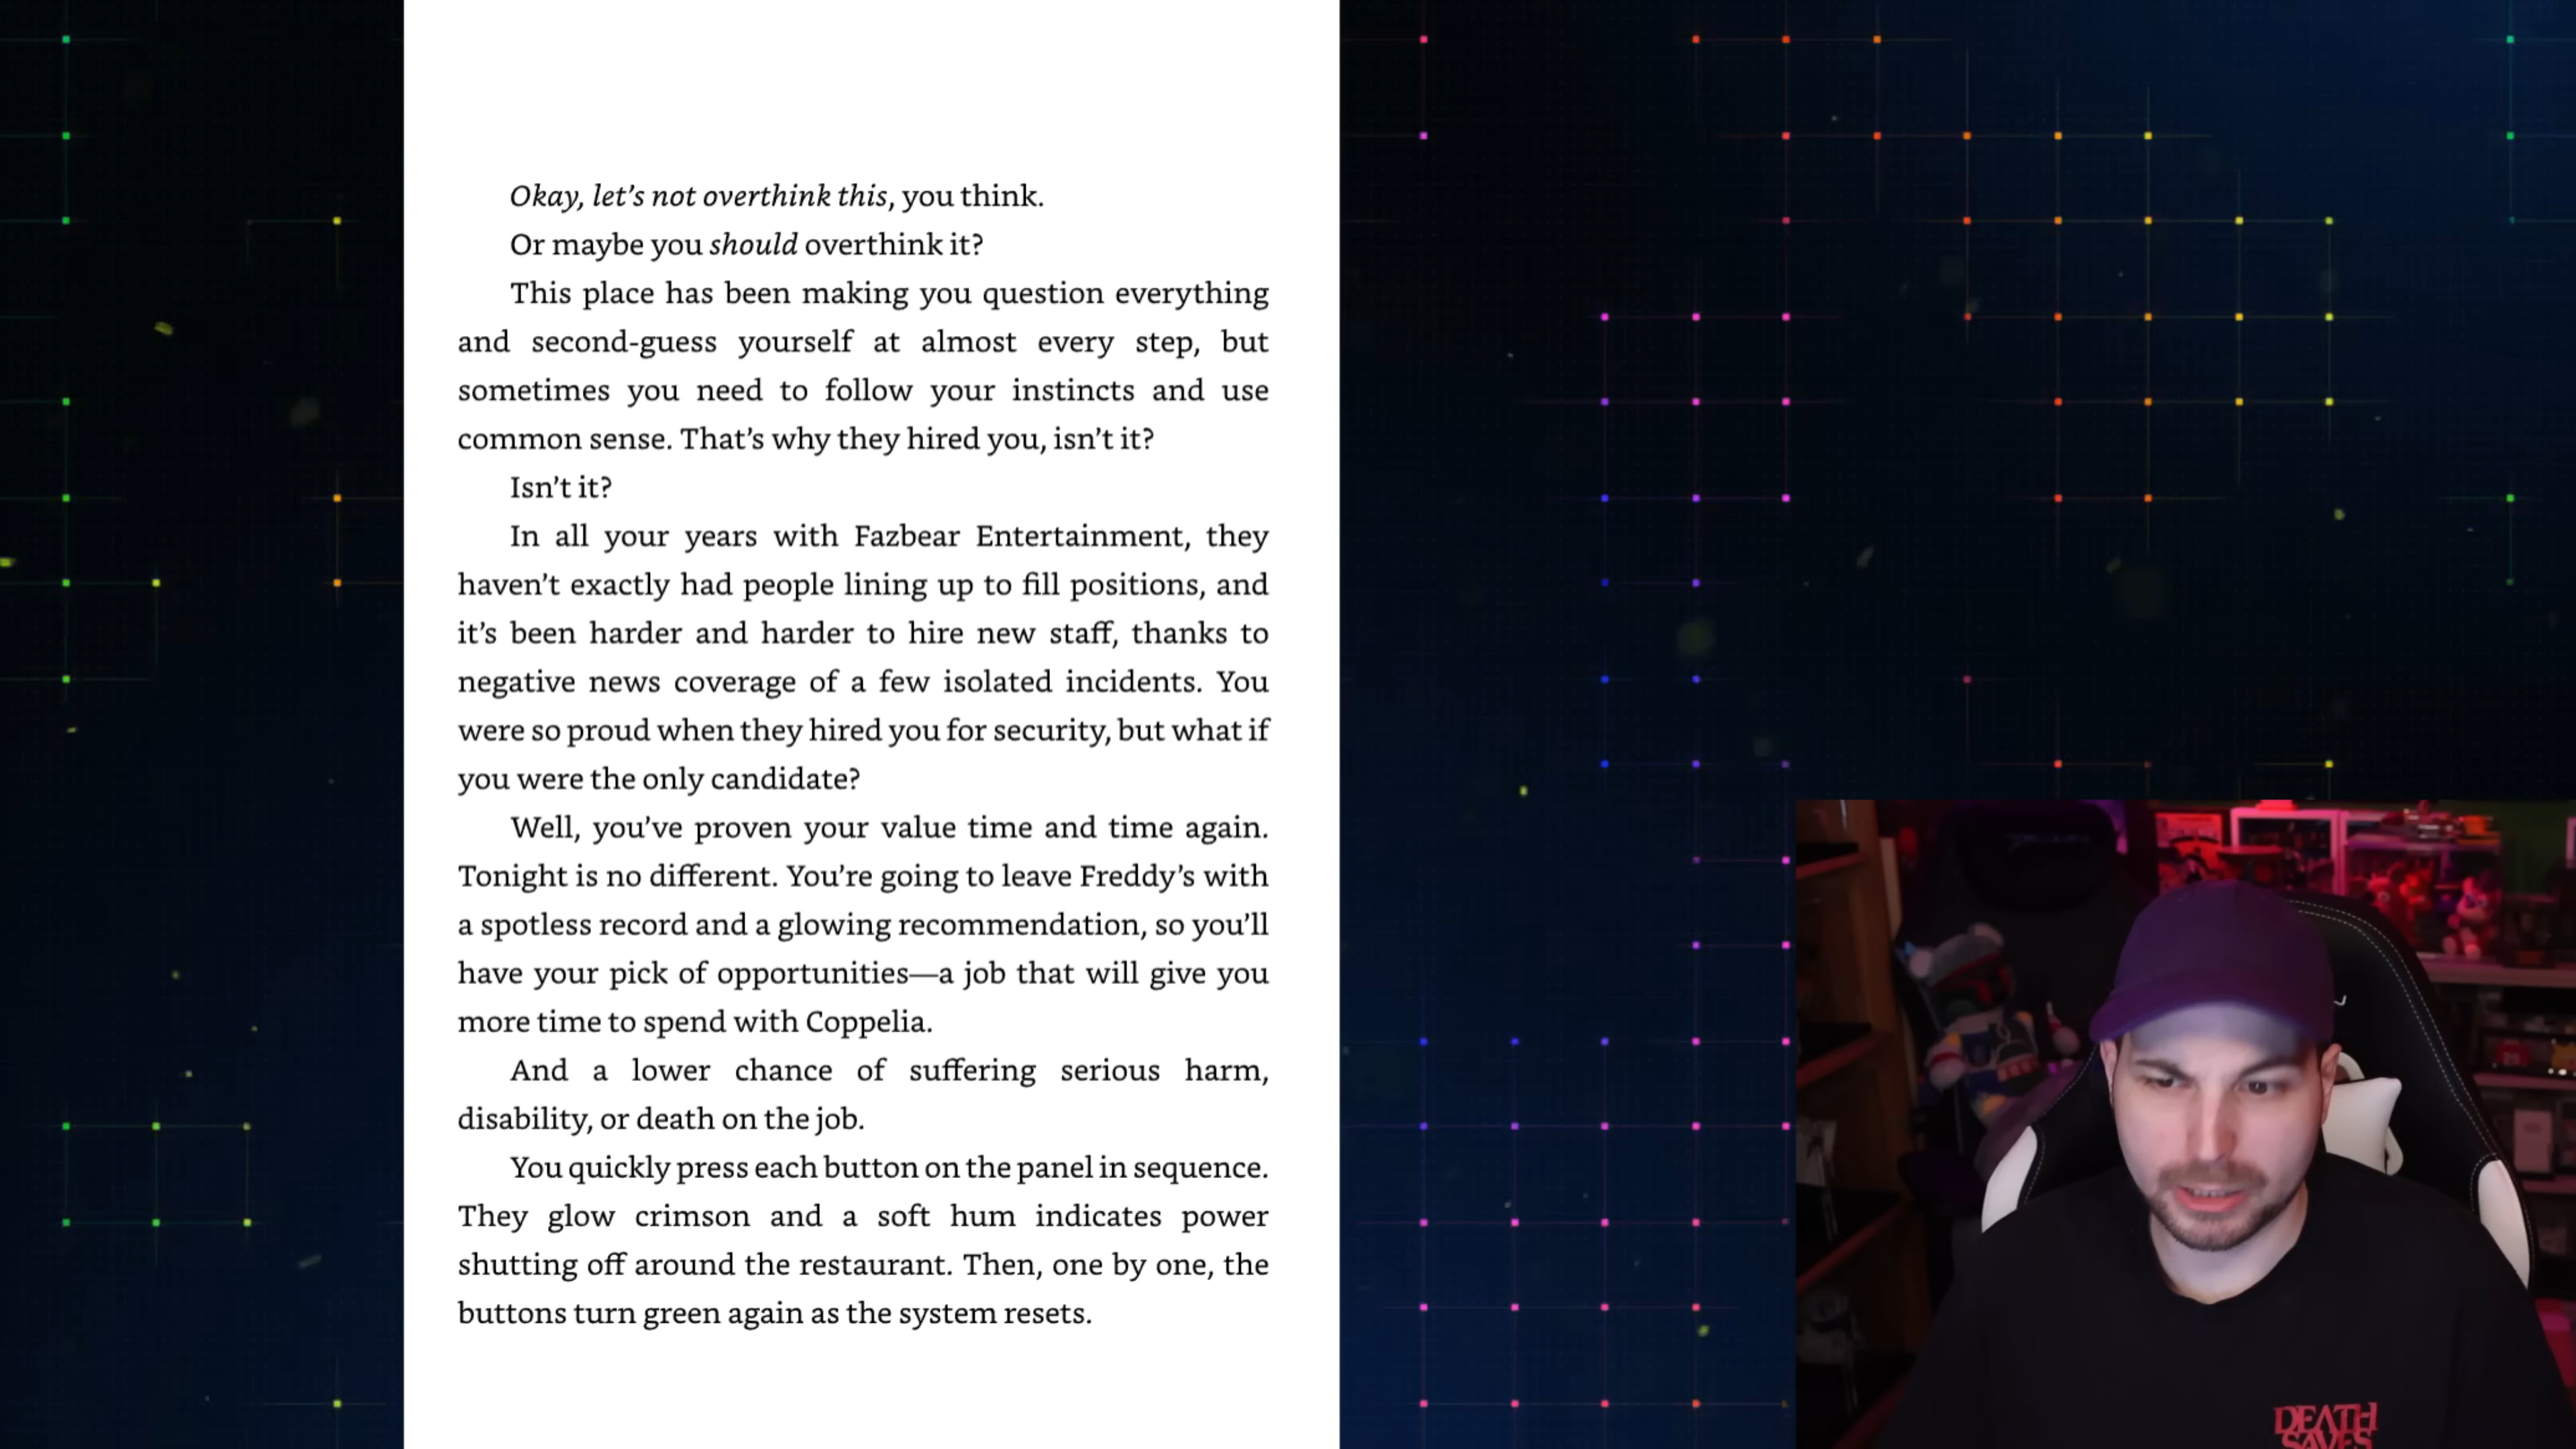 Okay, let’s not overthink this, you think.
Or maybe you should overthink it?
This place has been making you question everything
and second-guess yourself at almost every step, but
sometimes you need to follow your instincts and use
common sense. That’s why they hired you, isn’t it?
Isn’t it?
In all your years with Fazbear Entertainment, they
haven’t exactly had people lining up to fill positions, and
it’s been harder and harder to hire new staff, thanks to
negative news coverage of a few isolated incidents. You
were so proud when they hired you for security, but what if
you were the only candidate?
Well, you’ve proven your value time and time again.
Tonight is no different. You’re going to leave Freddy’s with
a spotless record and a glowing recommendation, so you’ll
have your pick of opportunities—a job that will give you
more time to spend with Coppelia.
And a lower chance of suffering serious harm,
disability, or death on the job.
You quickly press each button on the panel in sequence.
They glow crimson and a soft hum indicates power
shutting off around the restaurant. Then, one by one, the
buttons turn green again as the system resets.
DEATH
SAVES